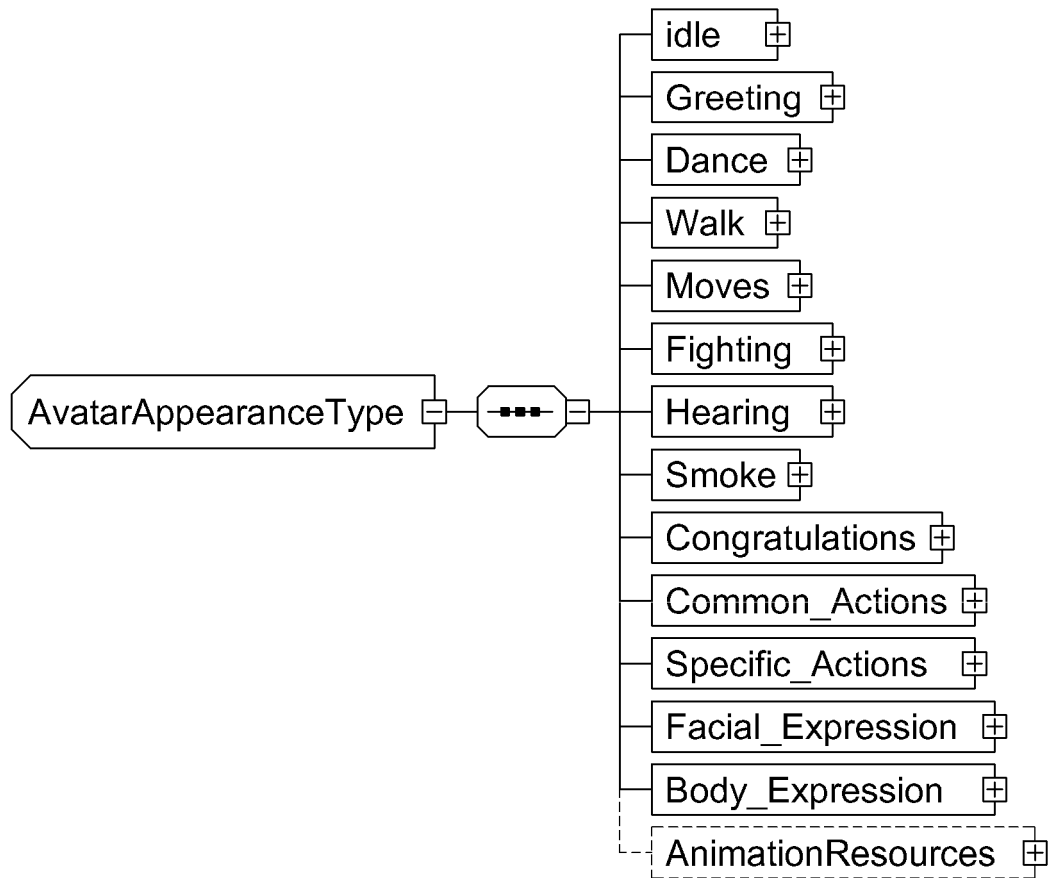 idle
Greeting
Dance
Walk
Moves
Fighting
AvatarAppearanceType
Hearing
Smoke
Congratulations
Common_Actions
Specific_Actions
Facial_Expression
Body_Expression
AnimationResources